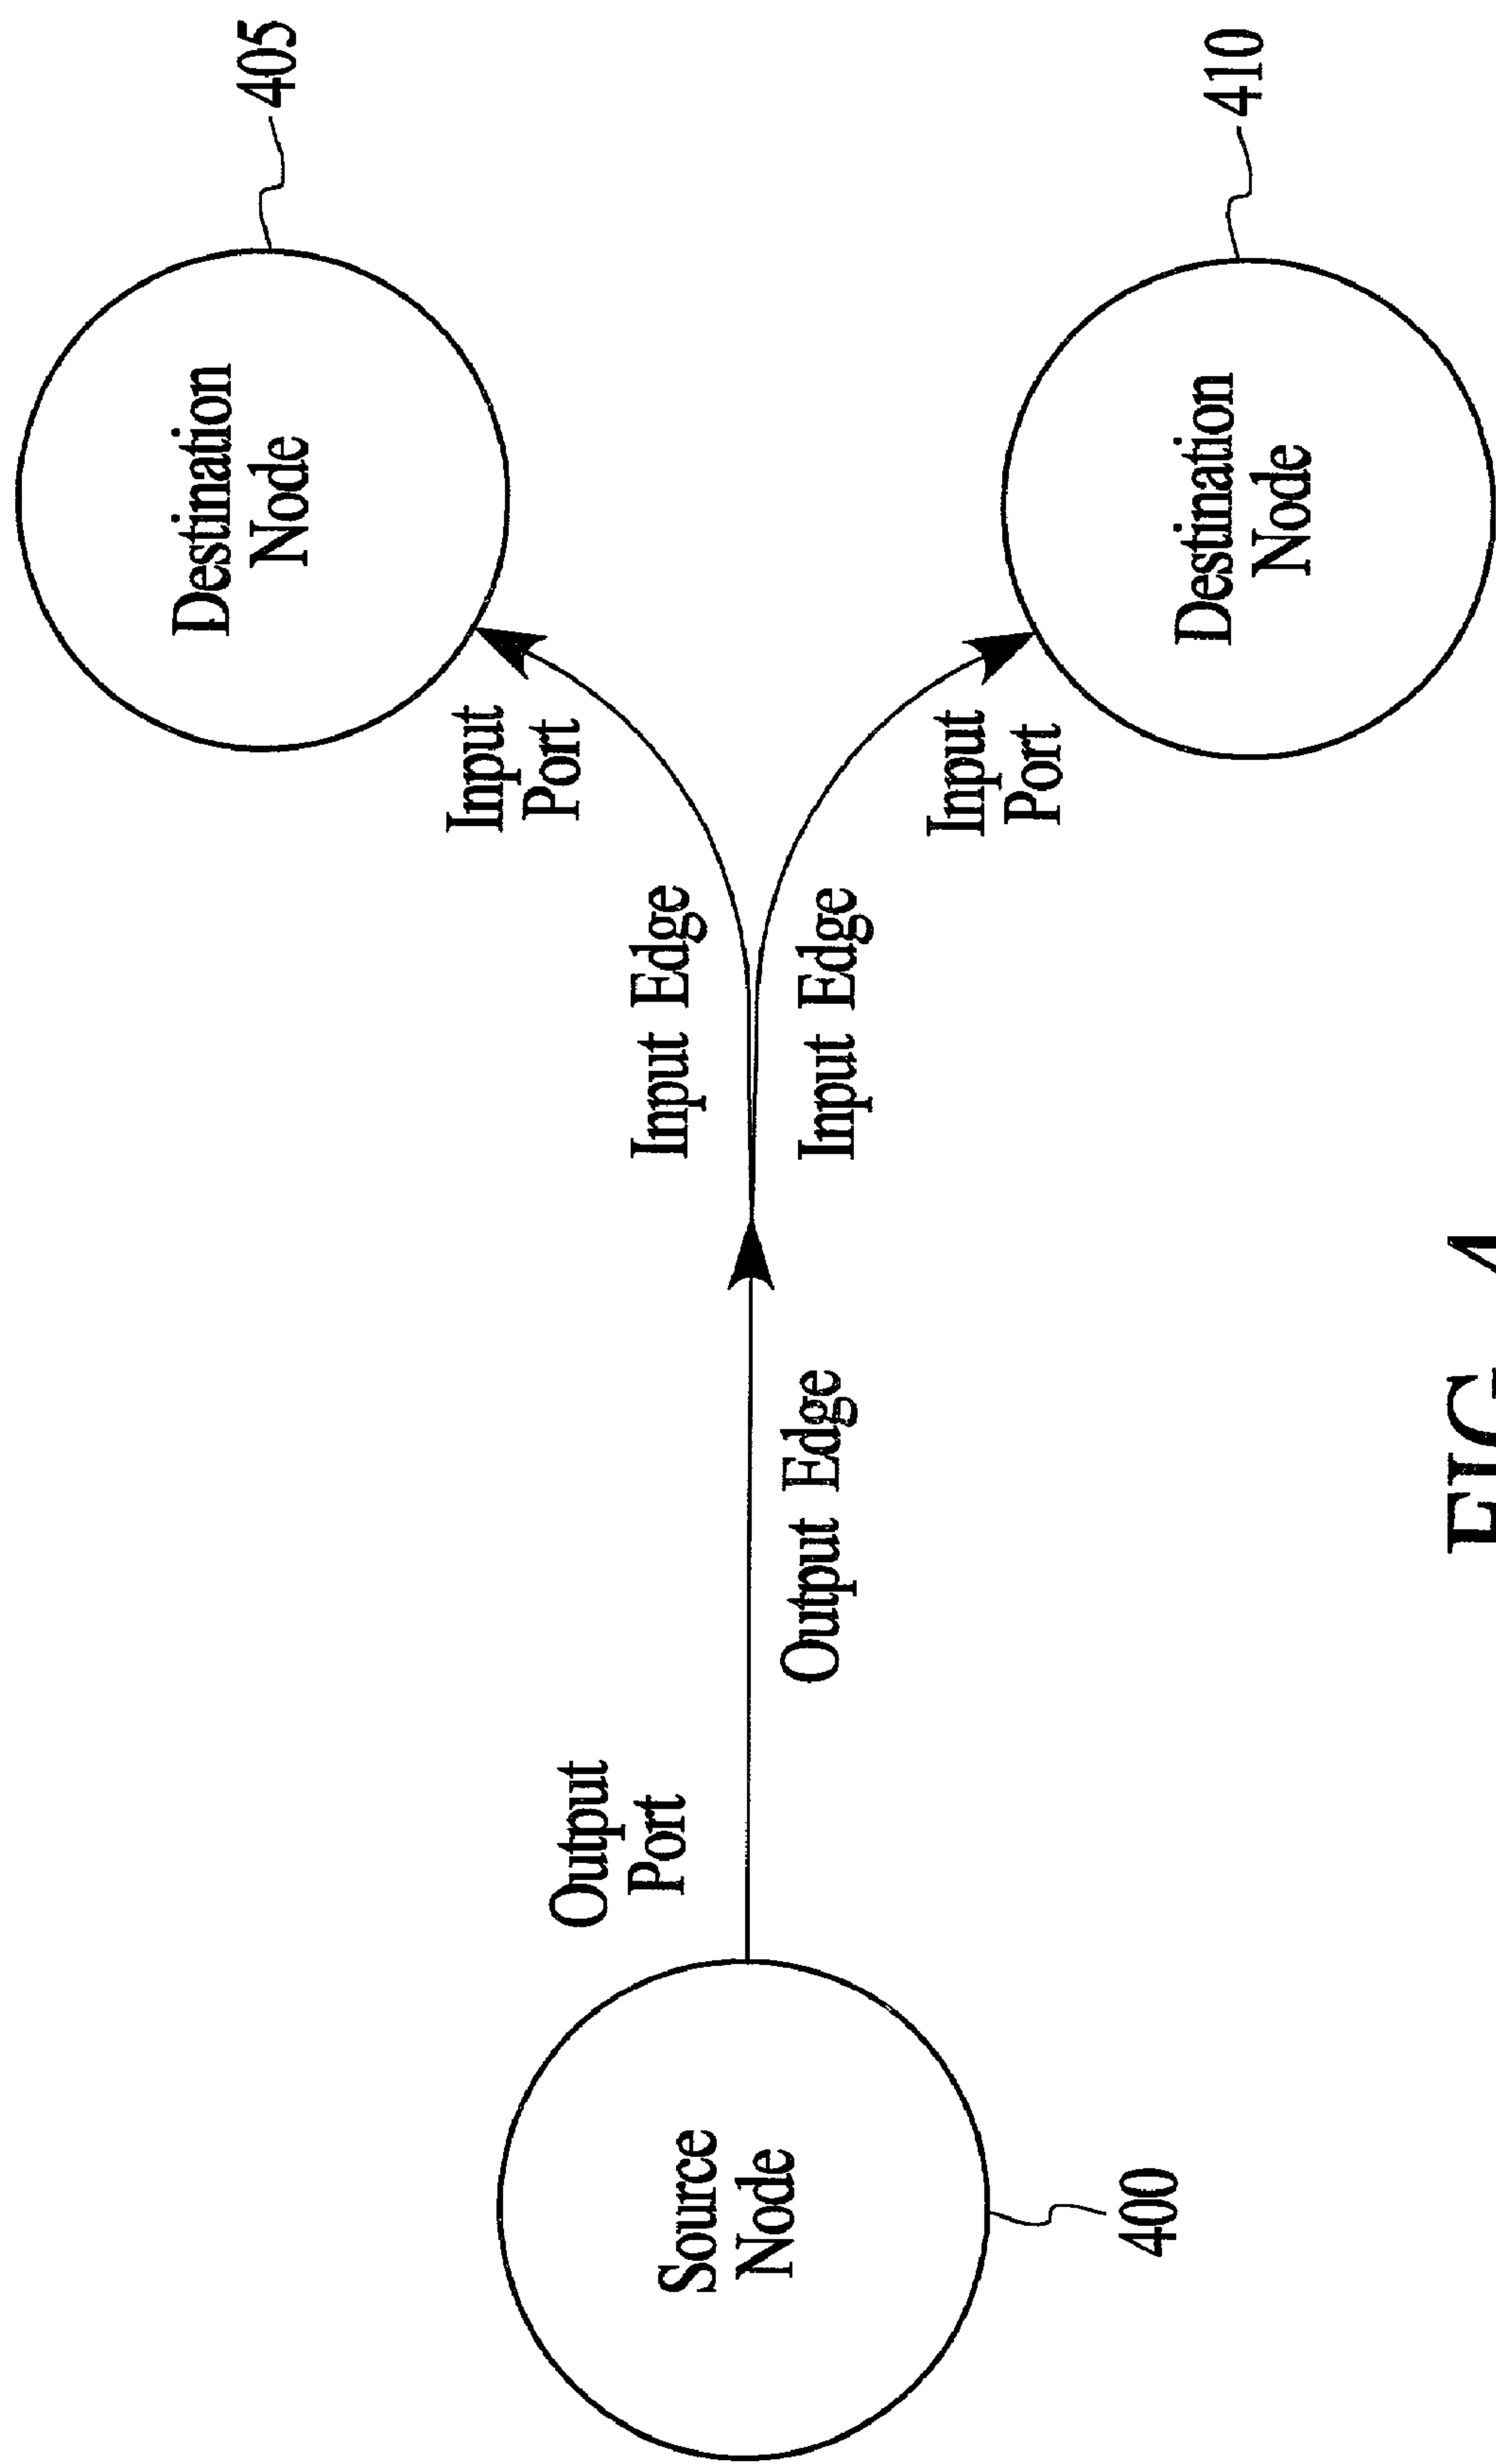 Source
Node
400
Output
Port
Output Edge
Input Edge
Input Edge
Input
Port
Input
Port
Destination
Node
405
Destination
Node
410
FIG. 4